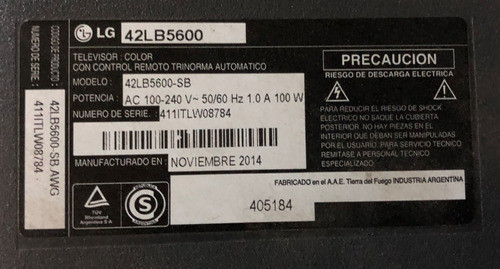 LG 42LB5600
TELEVISOR : COLOR
CON CONTROL REMOTO TRINORMA AUTOMATICO
MODELO : 42LB5600-SB
POTENCIA : AC 100-240 V~ 50/60 Hz 1.0 A 100 W
NUMERO DE SERIE. : 411ITLW08784
NOVIEMBRE 2014
TÜV
Rheinland
Argentina S.A
S
FABRICADO en el A.A.E. Tierra del Fuego INDUSTRIA ARGENTINA
405184
PRECAUCION
RIESGO DE DESCARGA ELECTRICA
PARA REDUCIR EL RIESGO DE SHOCK
ELECTRICO NO SAQUE LA CUBIERTA
POSTERIOR. NO HAY PIEZAS EN EL
INTERIOR QUE DEBAN SER MANIPULADAS
POR EL USUARIO. PARA SERVICIO TECNICO
REMITASE A PERSONAL TECNICO
ESPECIALIZADO.
CODIGO DE PRODUCTO :
42LB5600-SB AWG
NUMERO DE SERIE :
411ITLW08784